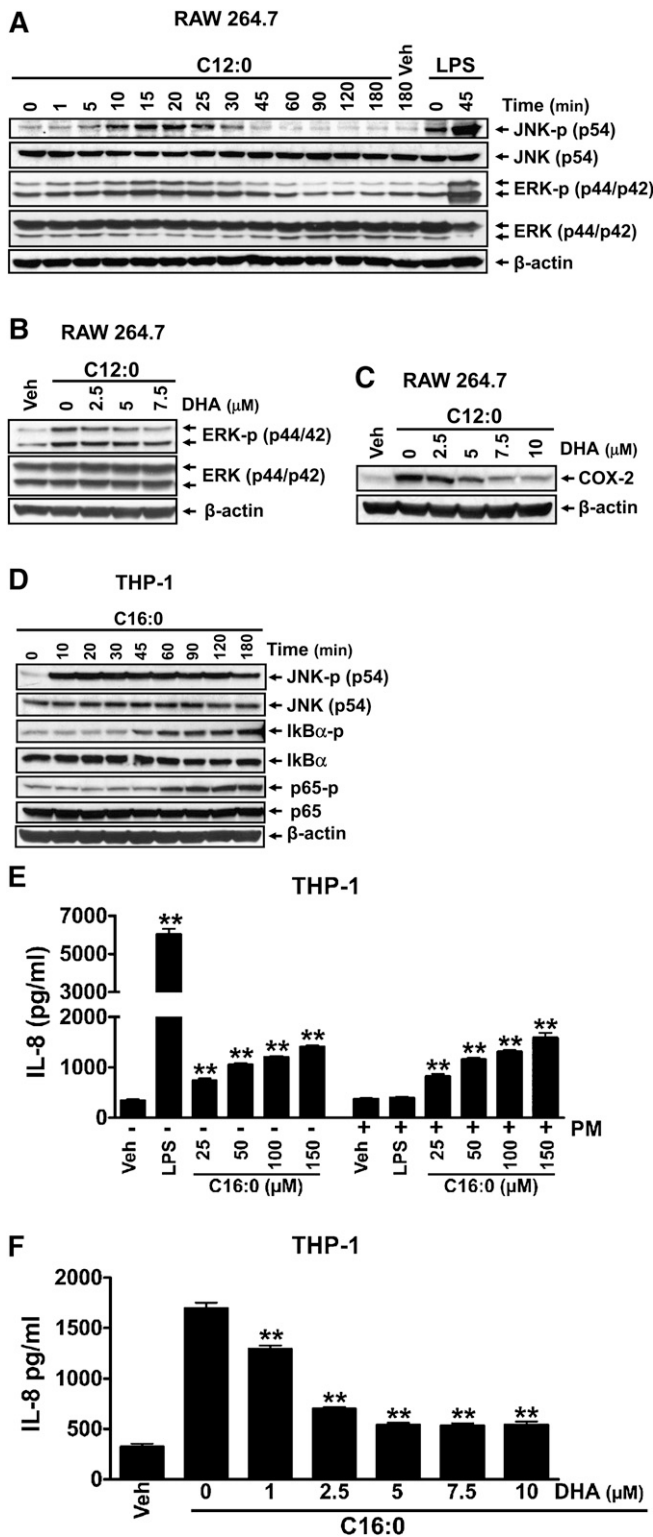 A
RAW 264.7
C12:0
0 1 5 10 15 20 25 30 45 60 90 120 180 180 Veh
LPS
0 45
Time (min)
JNK-p (p54)
JNK (p54)
ERK-p (p44/p42)
ERK (p44/p42)
β-actin
B
RAW 264.7
Veh
C12:0
0 2.5 5 7.5
DHA (μM)
ERK-p (p44/42)
ERK (p44/p42)
β-actin
C
RAW 264.7
Veh
C12:0
0 2.5 5 7.5 10
DHA (μM)
COX-2
β-actin
D
THP-1
C16:0
0 10 20 30 45 60 90 120 180
Time (min)
JNK-p (p54)
JNK (p54)
IkBα-p
IkBα
p65-p
p65
β-actin
E
THP-1
IL-8 (pg/ml)
7000
5000
3000
2000
1000
0
** ** ** ** ** ** ** ** **
- - - - - - + + + + + + PM
Veh LPS 25 50 100 150 Veh LPS 25 50 100 150
C16:0 (μM) C16:0 (μM)
F
THP-1
IL-8 pg/ml
2000
1500
1000
500
0
** ** ** ** **
Veh 0 1 2.5 5 7.5 10 DHA (μM)
C16:0